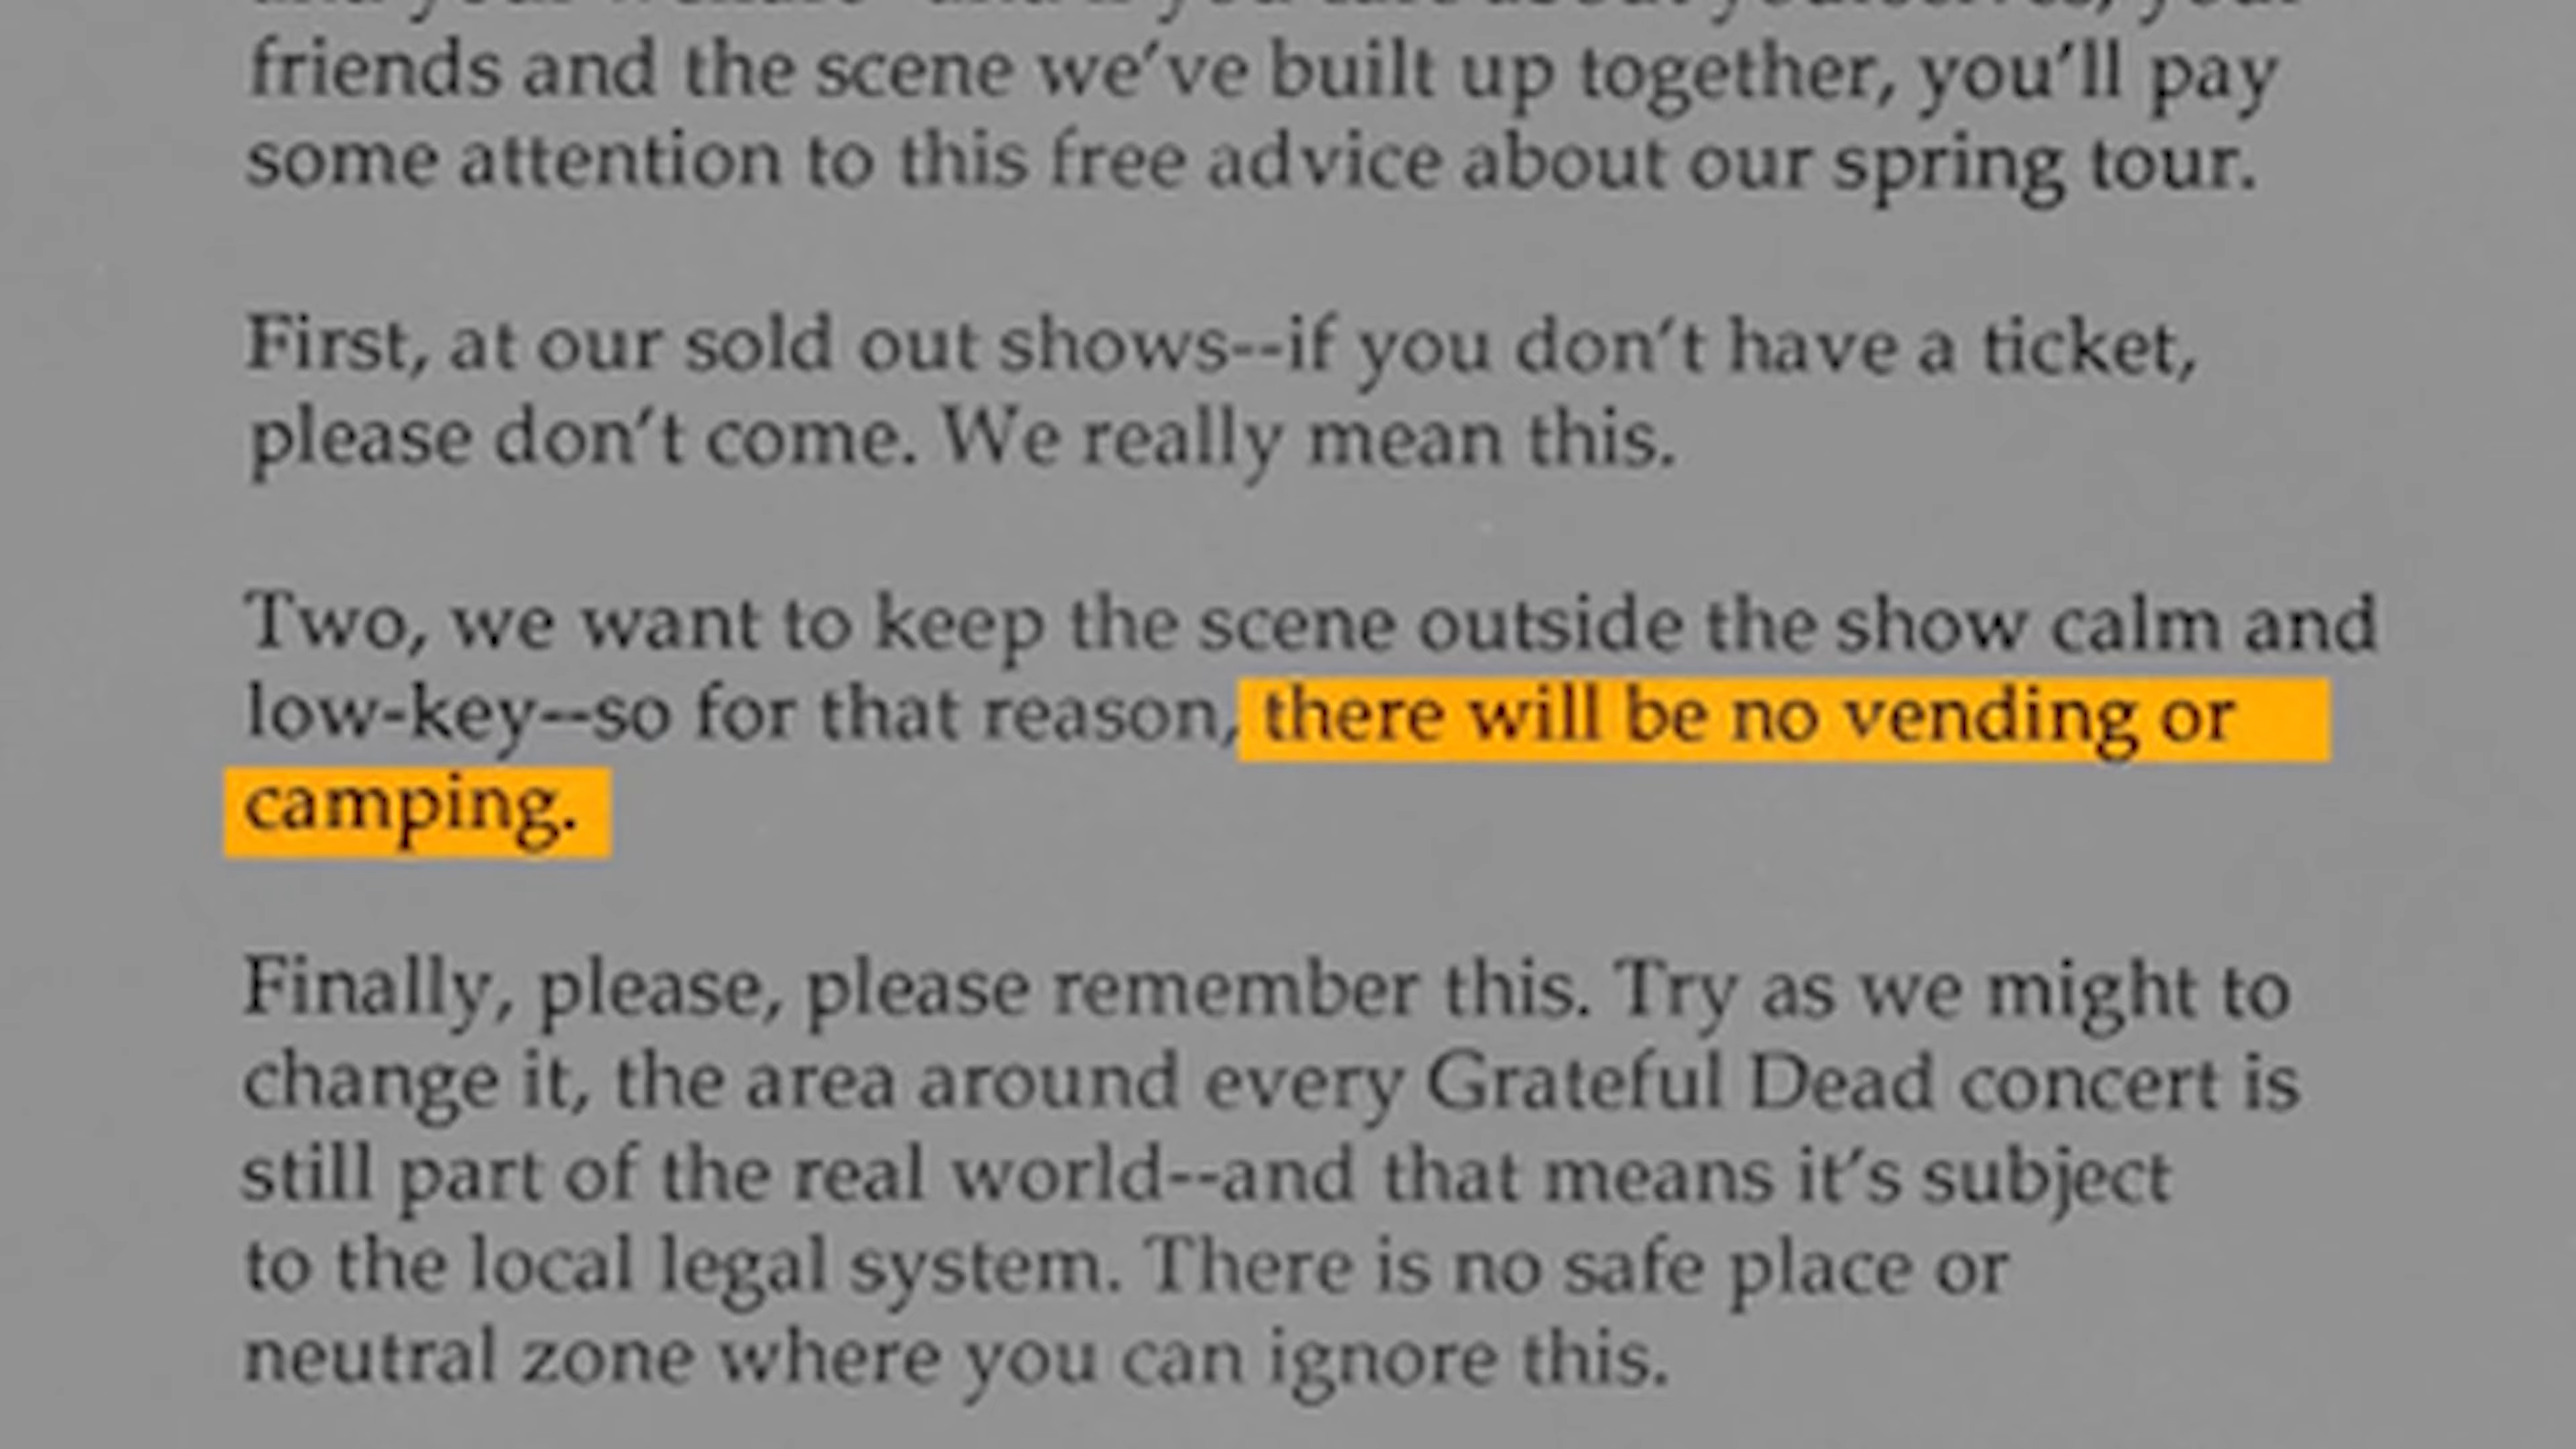 friends and the scene we've built up together, you'll pay
some attention to this free advice about our spring tour.
First, at our sold out shows--if you don't have a ticket,
please don't come. We really mean this.
Two, we want to keep the scene outside the show calm and
low-key--so for that reason, there will be no vending or
camping.
Finally, please, please remember this. Try as we might to
change it, the area around every Grateful Dead concert is
still part of the real world--and that means it's subject
to the local legal system. There is no safe place or
neutral zone where you can ignore this.